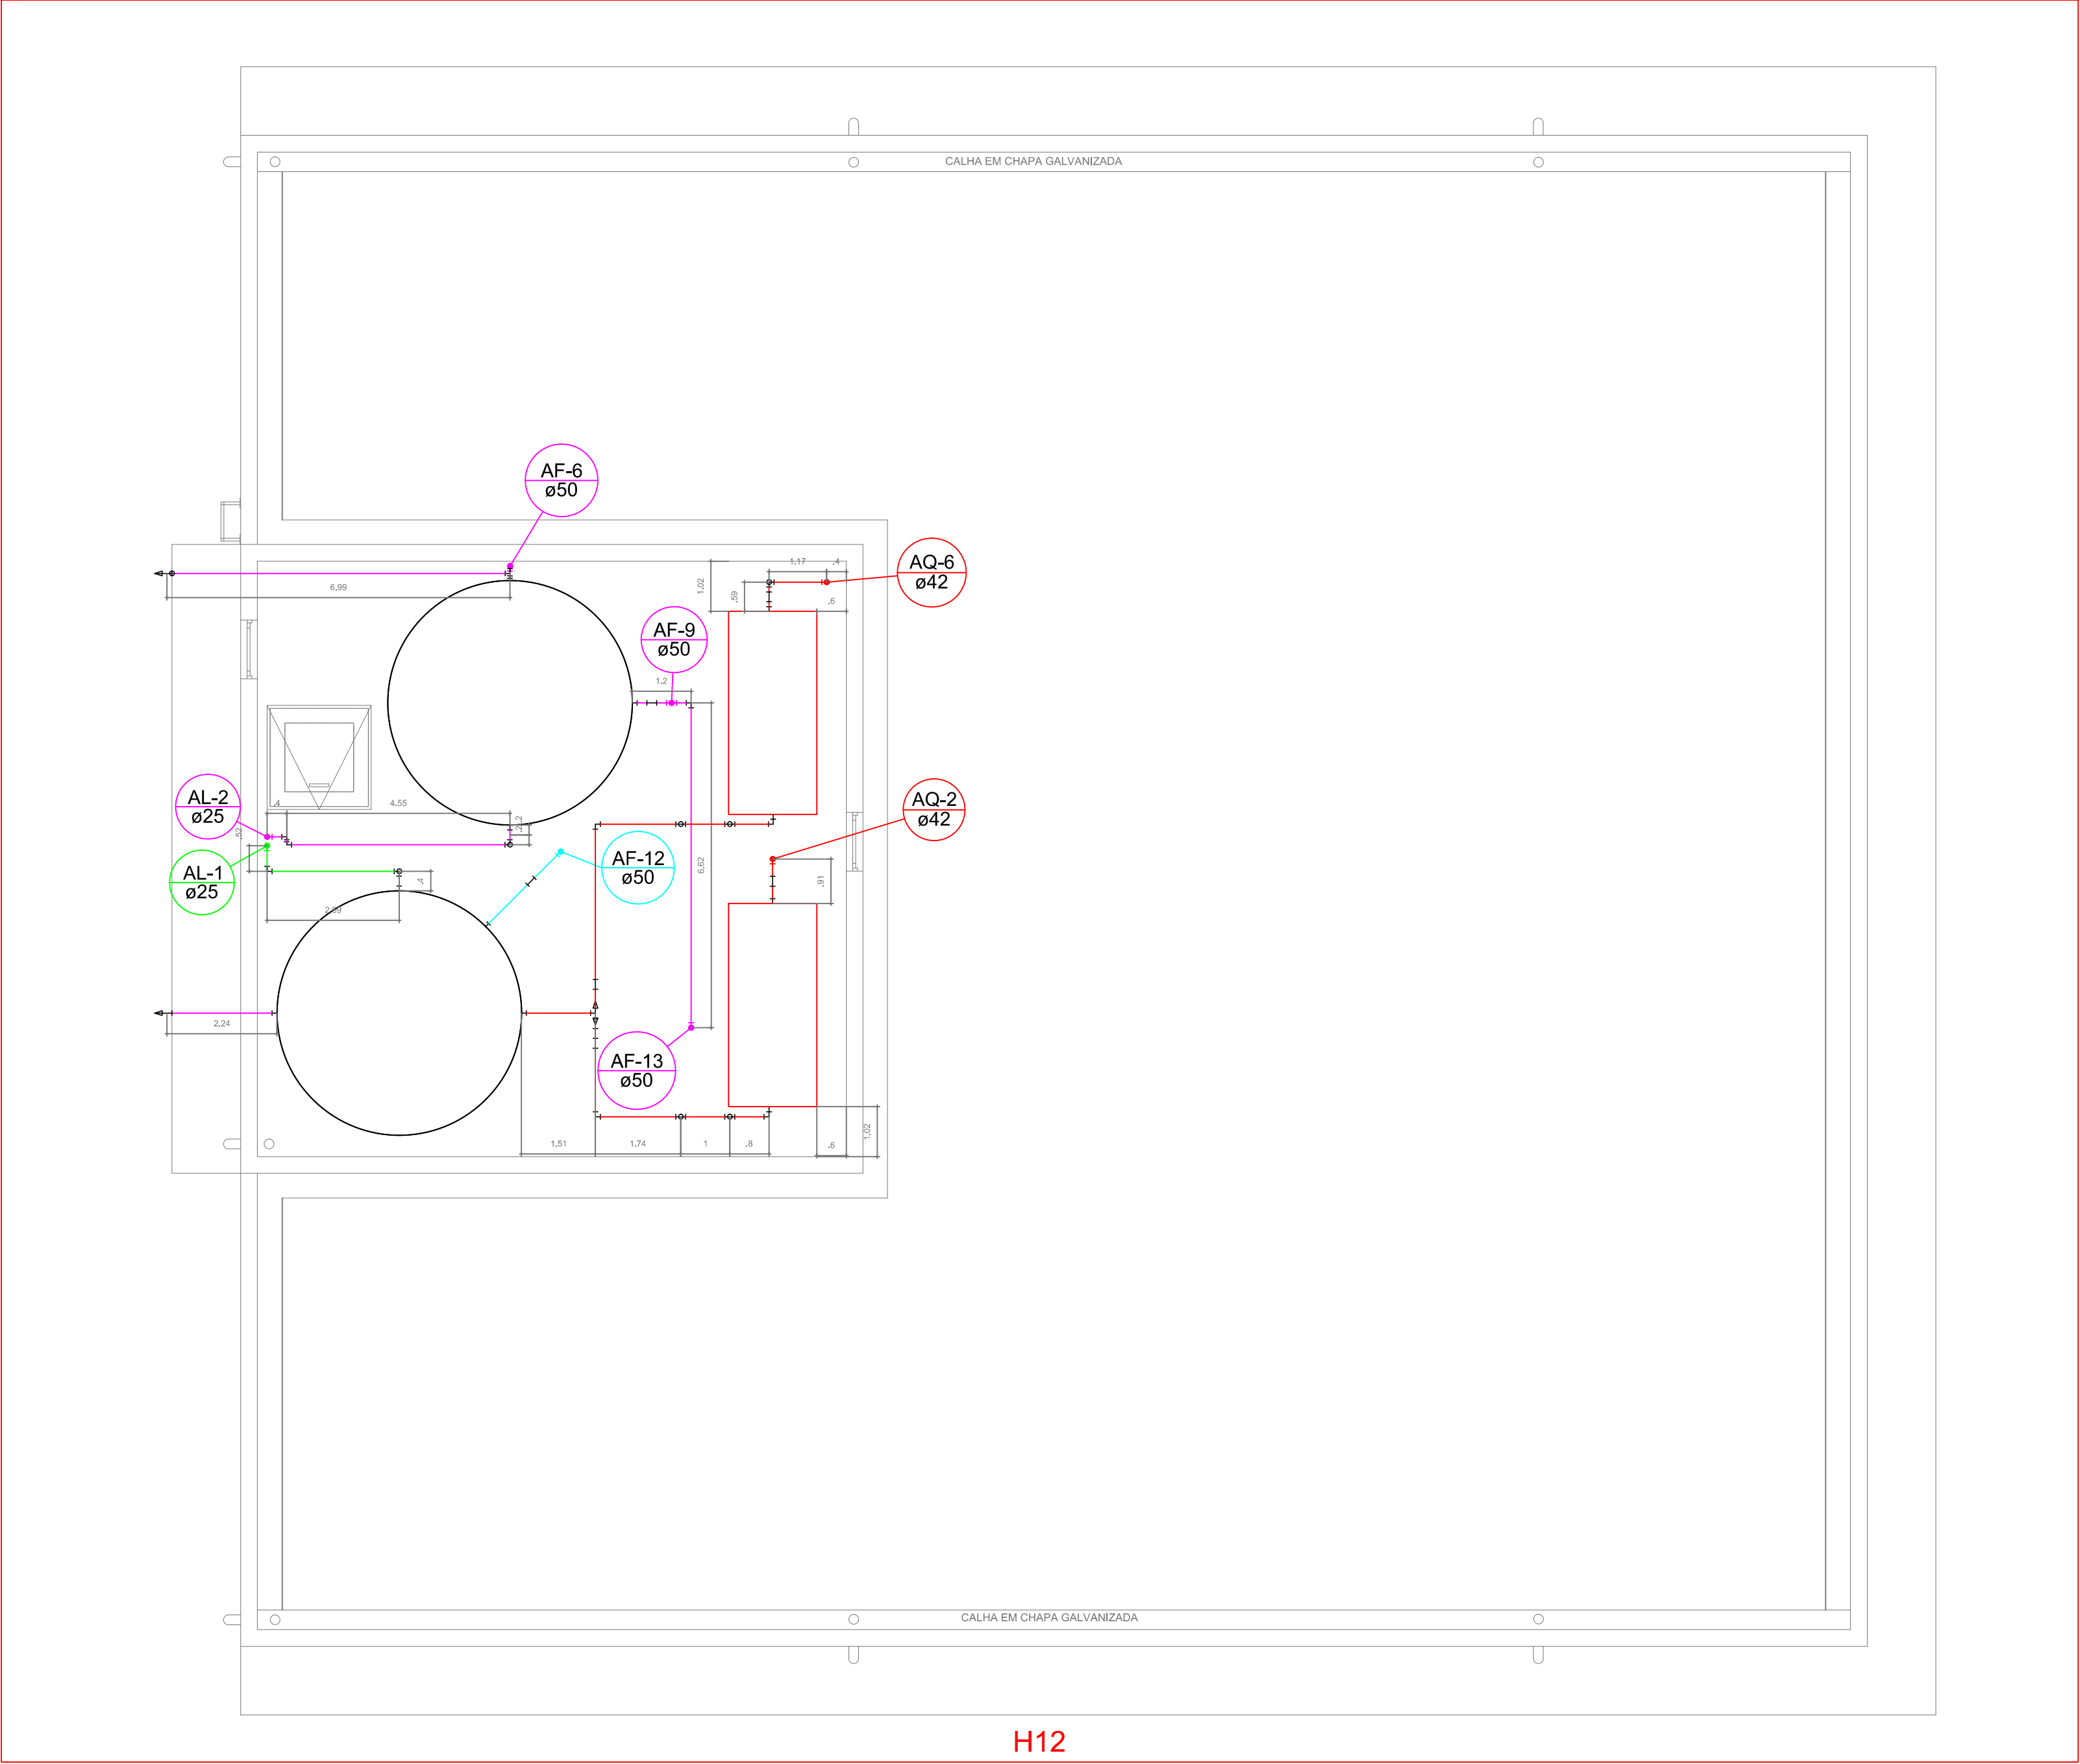 CALHA EM CHAPA GALVANIZADA
AF-6
ø50
AQ-6
ø42
1.17
.4
1.02
.59
.6
6.99
AF-9
ø50
1.2
AL-2
ø25
.4
4.55
.2
.2
.52
AQ-2
ø42
AF-12
ø50
6.62
AL-1
ø25
.4
.91
2.24
AF-13
ø50
1.51
1.74
1
.8
.6
1.02
CALHA EM CHAPA GALVANIZADA
H12